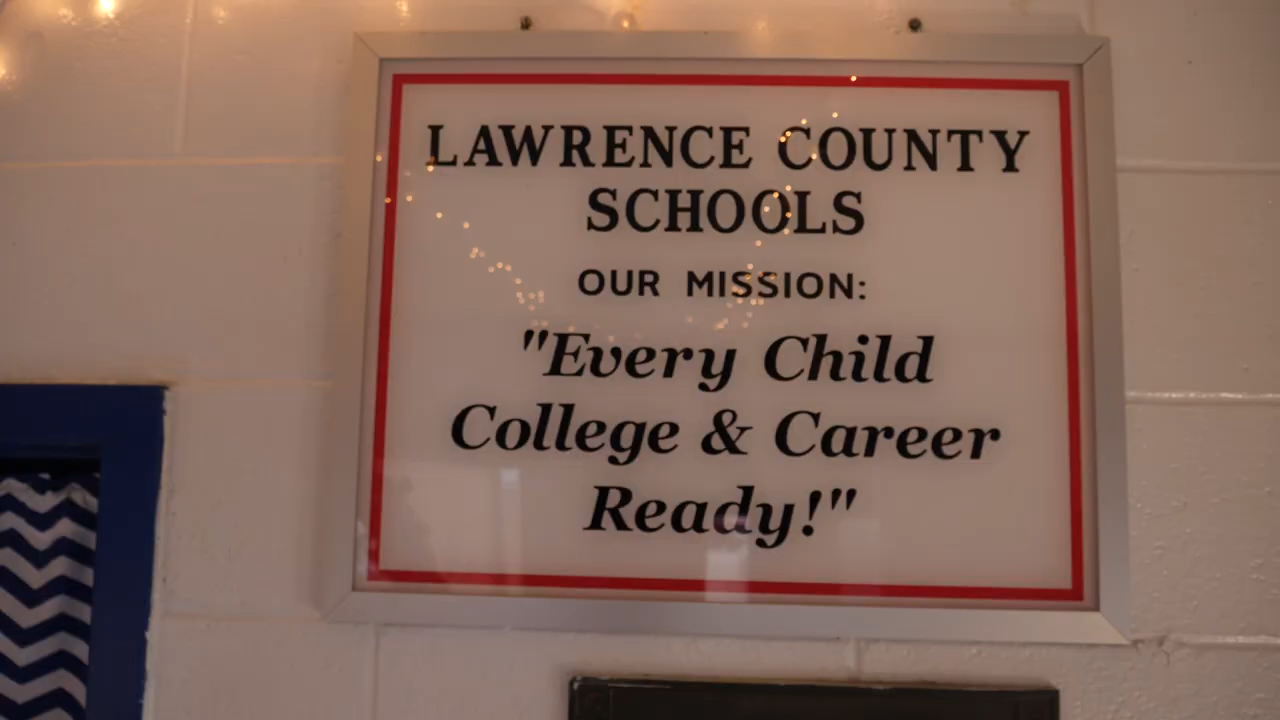 LAWRENCE COUNTY
SCHOOLS
OUR MISSION:
"Every Child
College & Career
Ready!"